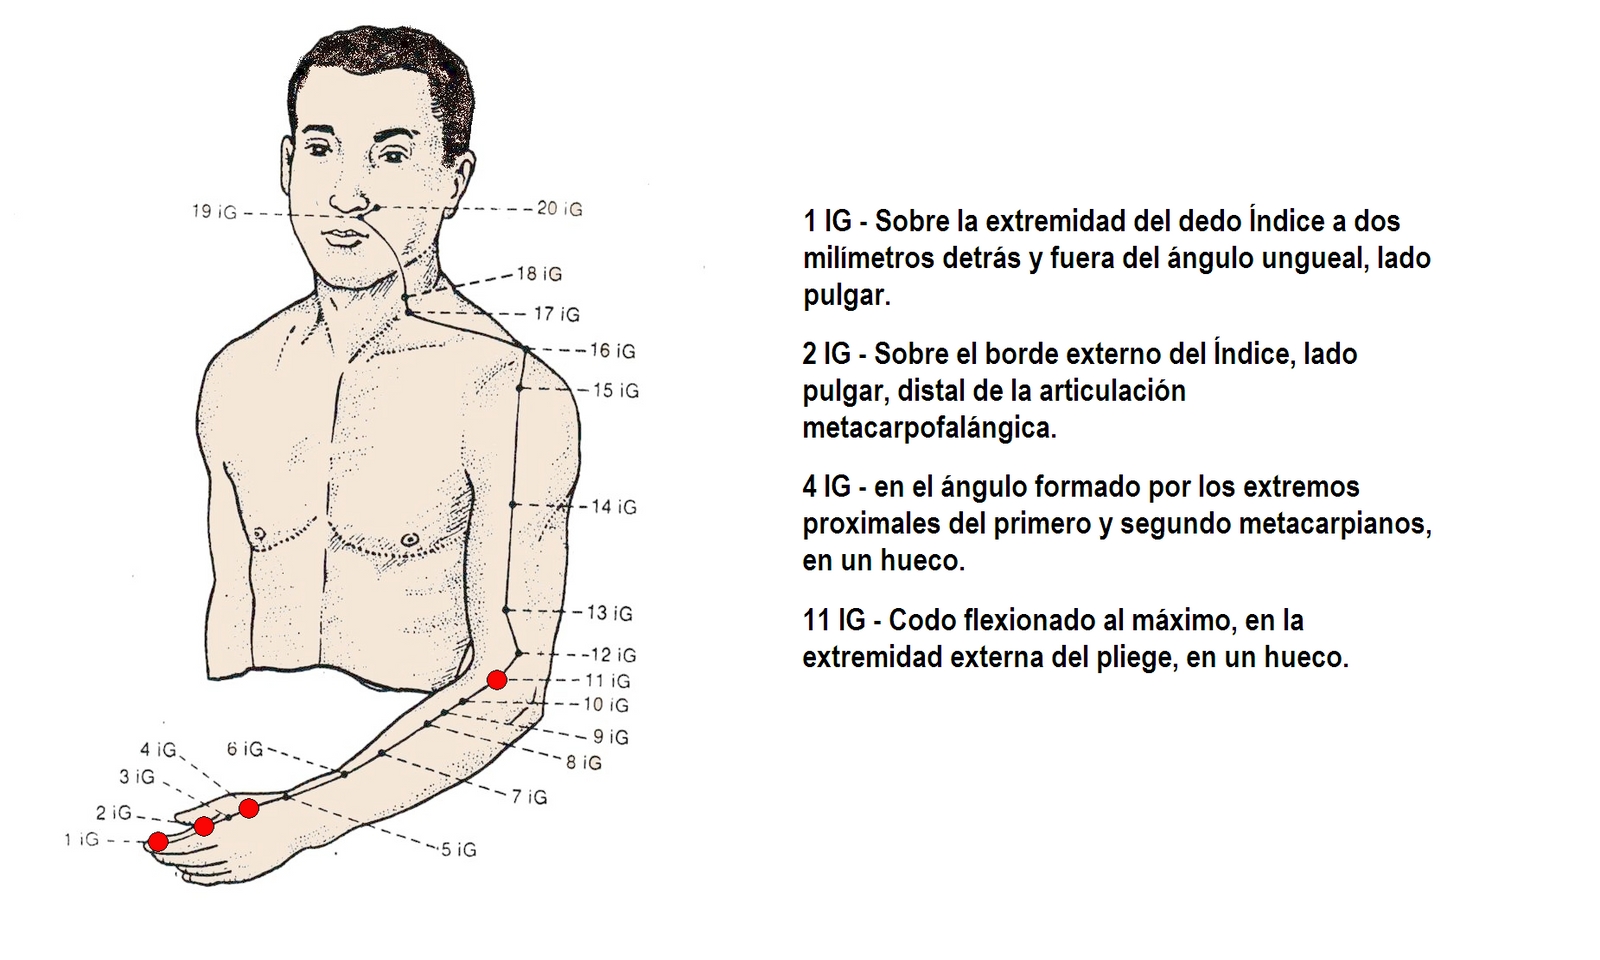 19 iG
20 iG
18 iG
17 iG
16 iG
15 iG
14 iG
13 iG
12 iG
11 iG
10 iG
9 iG
8 iG
7 iG
6 iG
5 iG
4 iG
3 iG
2 iG
1 iG
1 IG - Sobre la extremidad del dedo Índice a dos
milímetros detrás y fuera del ángulo ungueal, lado
pulgar.
2 IG - Sobre el borde externo del Índice, lado
pulgar, distal de la articulación
metacarpofalángica.
4 IG - en el ángulo formado por los extremos
proximales del primero y segundo metacarpianos,
en un hueco.
11 IG - Codo flexionado al máximo, en la
extremidad externa del pliege, en un hueco.